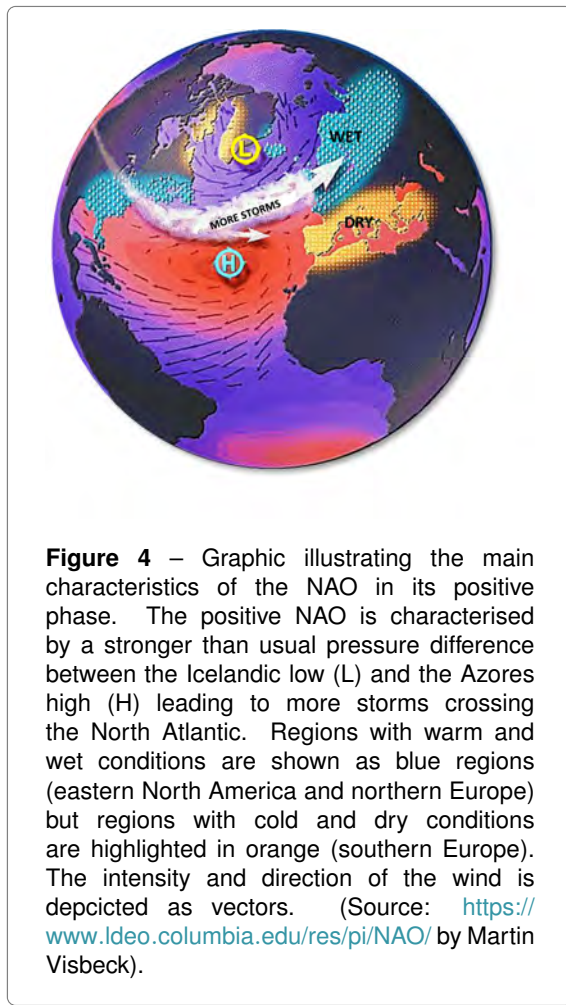 L
WET
MORE STORMS
DRY
H
Figure 4 – Graphic illustrating the main
characteristics of the NAO in its positive
phase. The positive NAO is characterised
by a stronger than usual pressure difference
between the Icelandic low (L) and the Azores
high (H) leading to more storms crossing
the North Atlantic. Regions with warm and
wet conditions are shown as blue regions
(eastern North America and northern Europe)
but regions with cold and dry conditions
are highlighted in orange (southern Europe).
The intensity and direction of the wind is
depcicted as vectors. (Source: https://
www.ldeo.columbia.edu/res/pi/NAO/ by Martin
Visbeck).